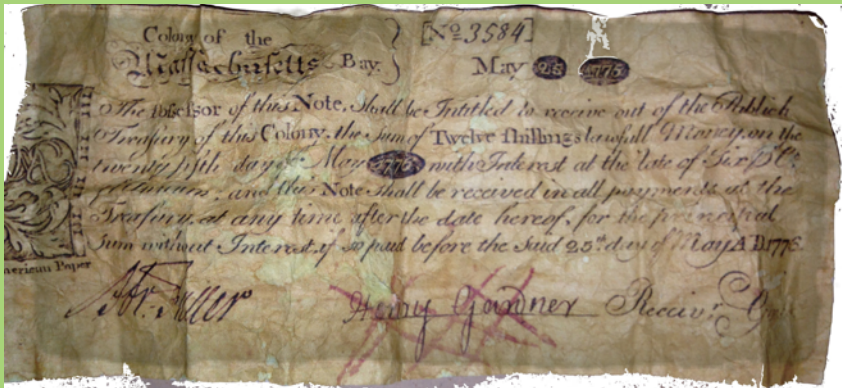 Colony of the [No 3584]
Massachusetts Bay. May 25 1775
The Possessor of this Note, Shall be Intitled to receive out of the Publick
Treasury of this Colony, the Sum of Twelve Shillings lawfull Money, on the
twenty fifth day of May with Interest at the Rate of Six P Ct
annum, and this Note Shall be received in all payments at the
Treasury, at any time after the date hereof, for the principal
Sum without Interest, if so paid before the Said 25th day of May AD 1776.
American Paper
Henry Gardner Receivr Genl